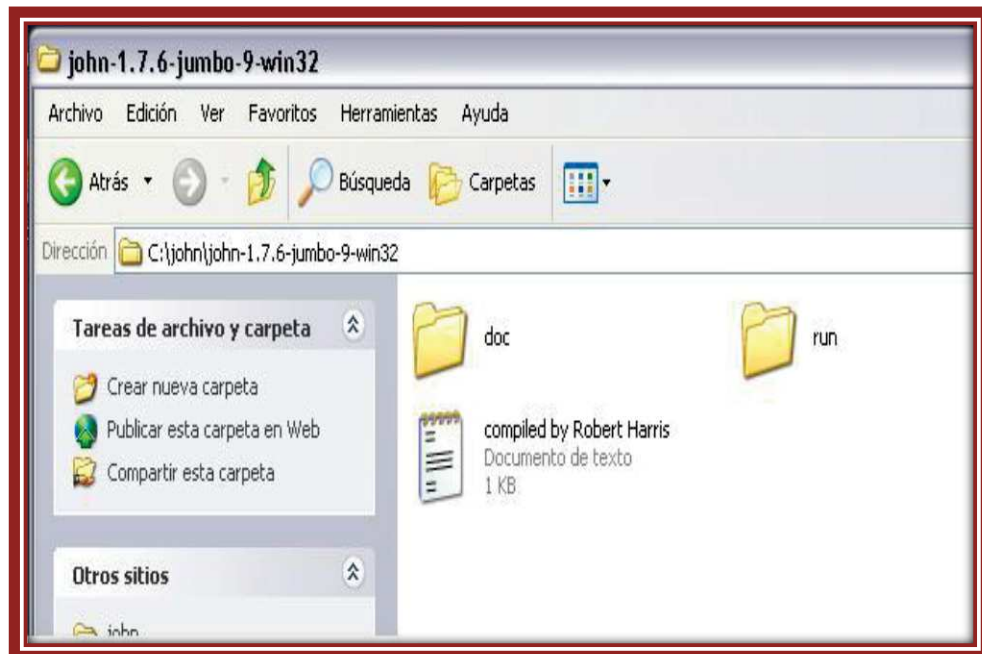 john-1.7.6-jumbo-9-win32
Archivo Edición Ver Favoritos Herramientas Ayuda
Atrás Búsqueda Carpetas
Dirección C:\john\john-1.7.6-jumbo-9-win32
Tareas de archivo y carpeta
Crear nueva carpeta
Publicar esta carpeta en Web
Compartir esta carpeta
Otros sitios
john
doc
run
compiled by Robert Harris
Documento de texto
1 KB